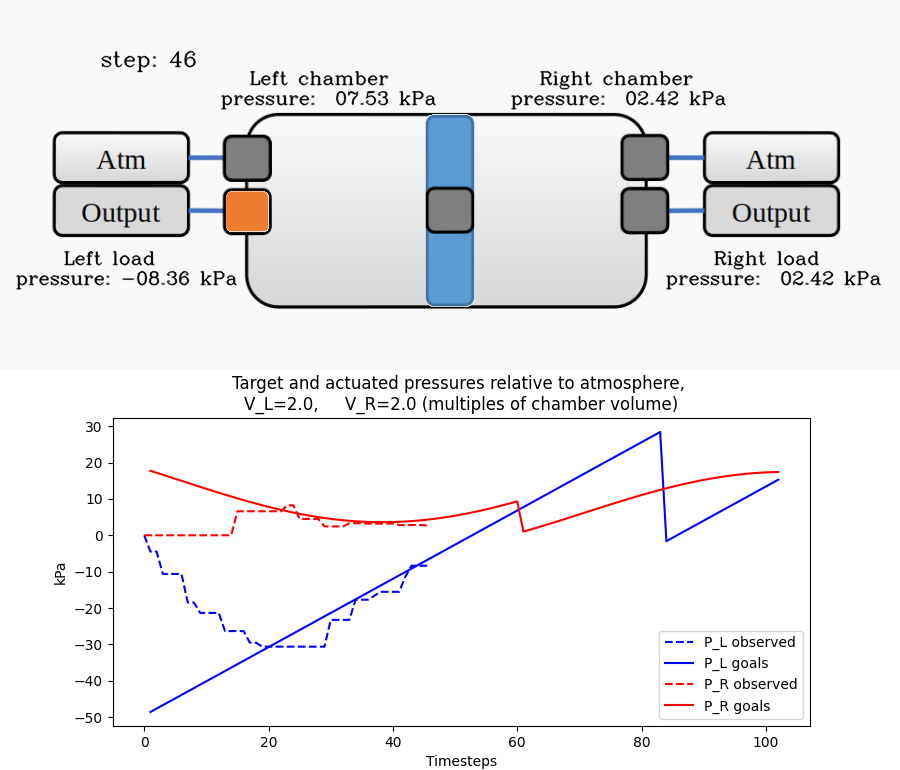 step: 46
Left chamber
pressure:  07.53 kPa
Right chamber
pressure:  02.42 kPa
Atm
Output
Atm
Output
Left load
pressure: −08.36 kPa
Right load
pressure:  02.42 kPa
Target and actuated pressures relative to atmosphere,
V_L=2.0,     V_R=2.0 (multiples of chamber volume)
30
20
10
0
−10
−20
−30
−40
−50
kPa
P_L observed
P_L goals
P_R observed
P_R goals
0 20 40 60 80 100
Timesteps